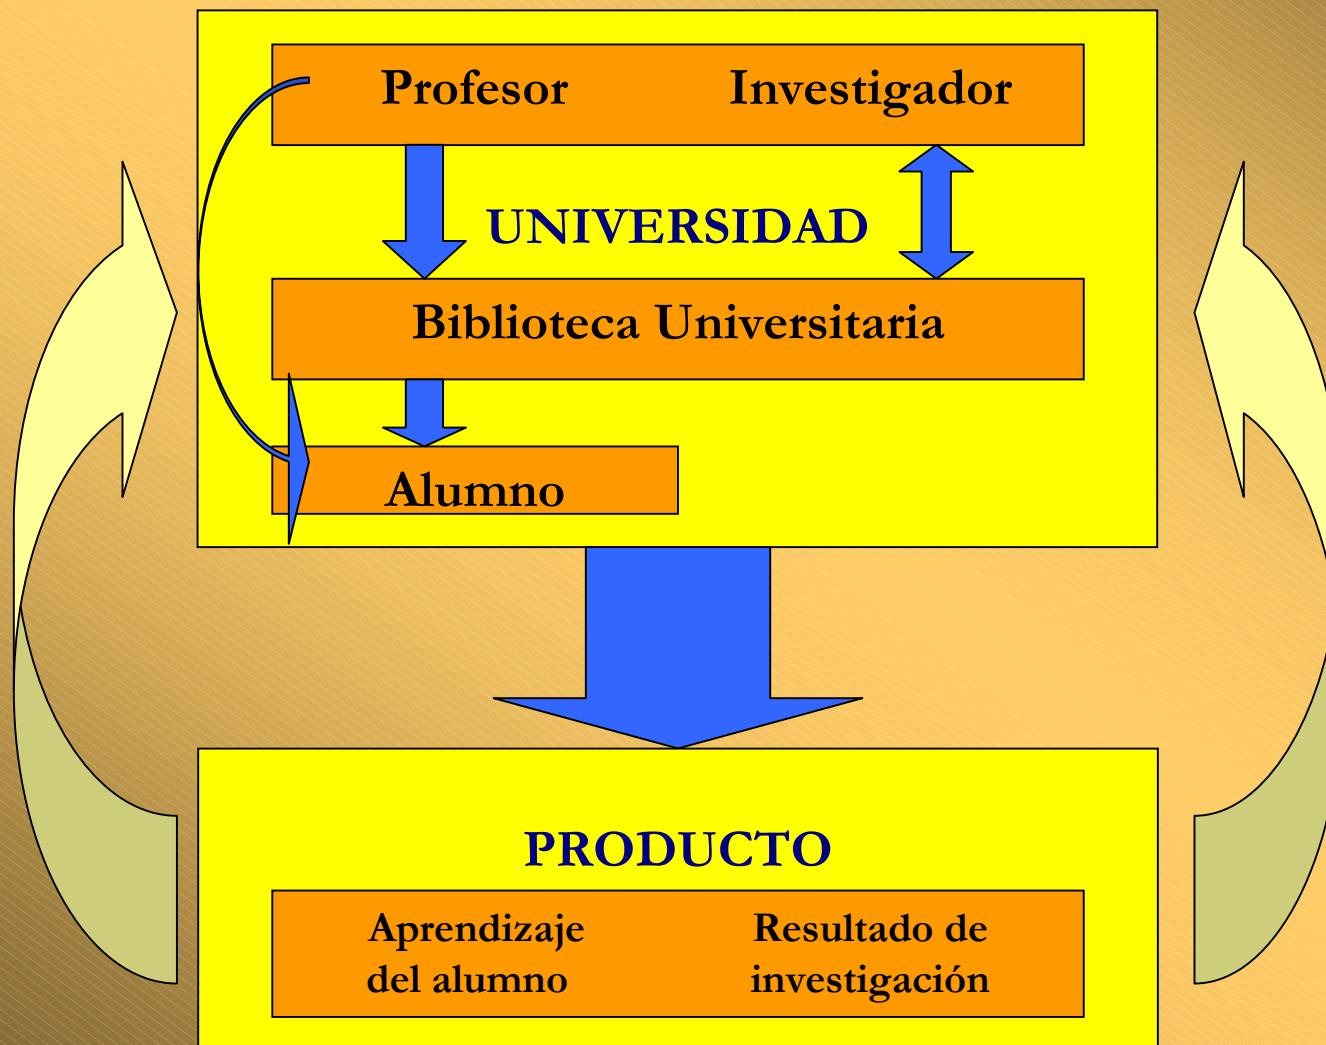 Profesor Investigador
UNIVERSIDAD
Biblioteca Universitaria
Alumno
PRODUCTO
Aprendizaje
del alumno
Resultado de
investigación